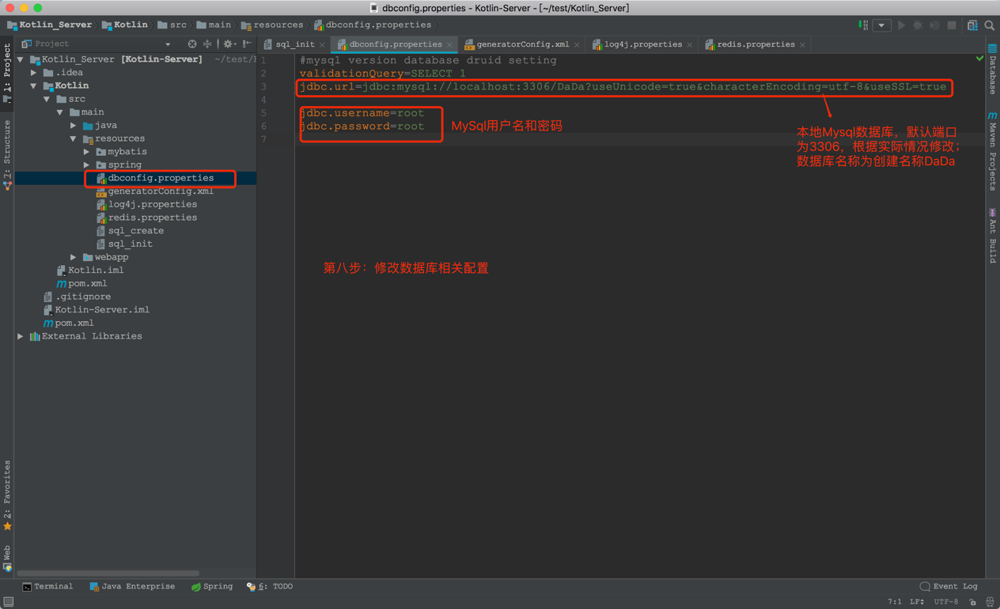 dbconfig.properties - Kotlin-Server - [~/test/Kotlin_Server]
Kotlin_Server
Kotlin
src
main
resources
dbconfig.properties
1: Project
7: Structure
2: Favorites
Web
Project
Kotlin_Server [Kotlin-Server] ~/test/
.idea
Kotlin
src
main
java
resources
mybatis
spring
dbconfig.properties
generatorConfig.xml
log4j.properties
redis.properties
sql_create
sql_init
webapp
Kotlin.iml
pom.xml
.gitignore
Kotlin-Server.iml
pom.xml
External Libraries
sql_init
dbconfig.properties
generatorConfig.xml
log4j.properties
redis.properties
1 #mysql version database druid setting
2 validationQuery=SELECT 1
3 jdbc.url=jdbc:mysql://localhost:3306/DaDa?useUnicode=true&characterEncoding=utf-8&useSSL=true
4
5 jdbc.username=root
6 jdbc.password=root
7
MySql用户名和密码
本地Mysql数据库，默认端口
为3306，根据实际情况修改；
数据库名称为创建名称DaDa
第八步：修改数据库相关配置
Database
Maven Projects
Ant Build
Terminal
Java Enterprise
Spring
6: TODO
Event Log
7:1
LF
UTF-8